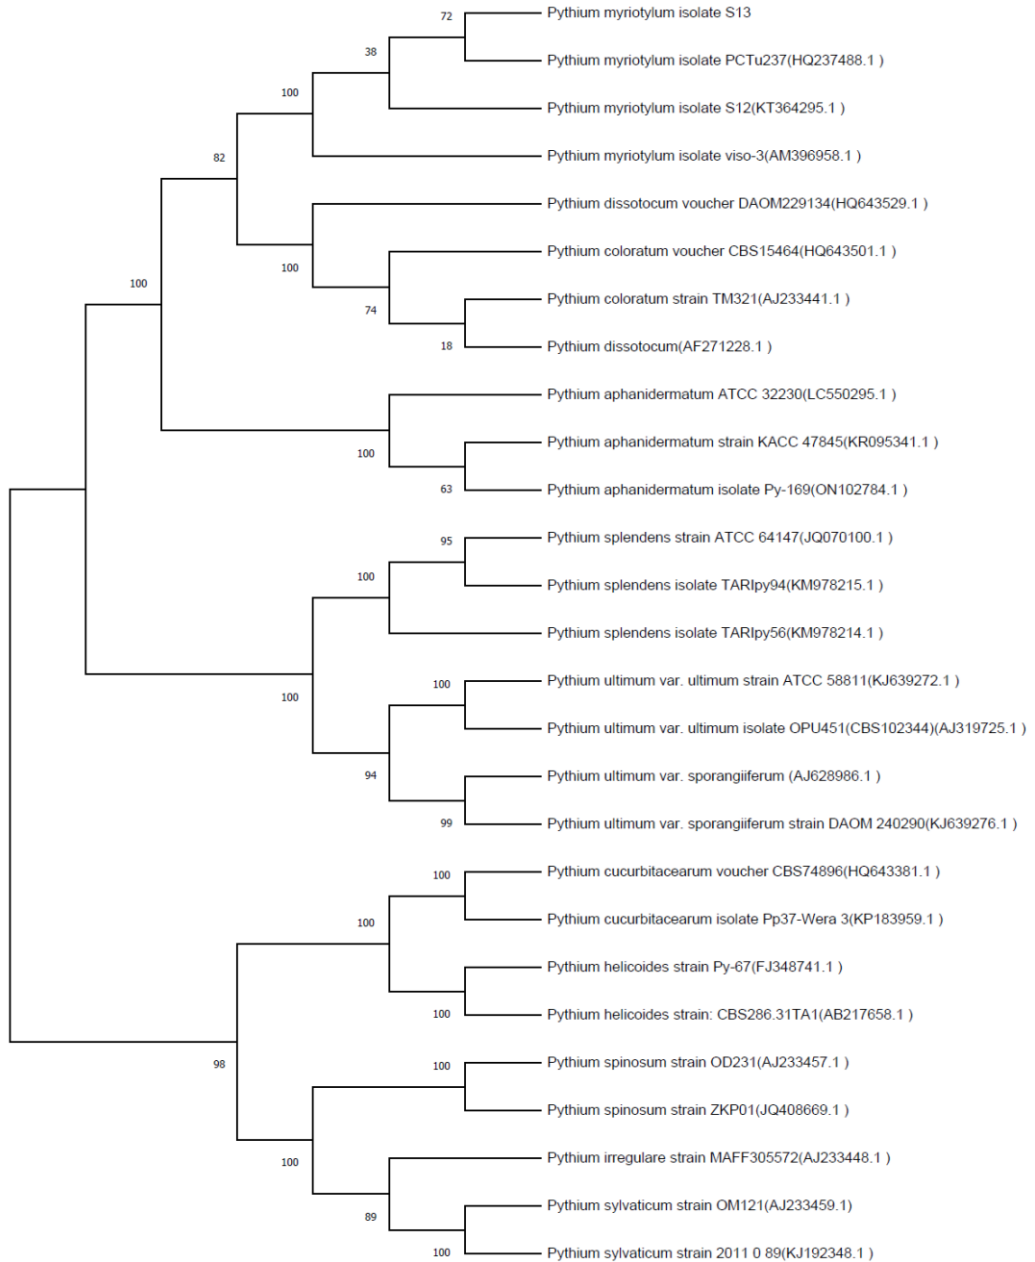 72
Pythium myriotylum isolate S13
38
Pythium myriotylum isolate PCTu237(HQ237488.1 )
100
Pythium myriotylum isolate S12(KT364295.1 )
82
Pythium myriotylum isolate viso-3(AM396958.1 )
Pythium dissotocum voucher DAOM229134(HQ643529.1 )
100
Pythium coloratum voucher CBS15464(HQ643501.1 )
100
74
Pythium coloratum strain TM321(AJ233441.1 )
18
Pythium dissotocum(AF271228.1 )
Pythium aphanidermatum ATCC 32230(LC550295.1 )
100
Pythium aphanidermatum strain KACC 47845(KR095341.1 )
63
Pythium aphanidermatum isolate Py-169(ON102784.1 )
95
Pythium splendens strain ATCC 64147(JQ070100.1 )
100
Pythium splendens isolate TARIpy94(KM978215.1 )
Pythium splendens isolate TARIpy56(KM978214.1 )
100
100
Pythium ultimum var. ultimum strain ATCC 58811(KJ639272.1 )
Pythium ultimum var. ultimum isolate OPU451(CBS102344)(AJ319725.1 )
94
Pythium ultimum var. sporangiiferum (AJ628986.1 )
99
Pythium ultimum var. sporangiiferum strain DAOM 240290(KJ639276.1 )
100
Pythium cucurbitacearum voucher CBS74896(HQ643381.1 )
100
Pythium cucurbitacearum isolate Pp37-Wera 3(KP183959.1 )
Pythium helicoides strain Py-67(FJ348741.1 )
100
Pythium helicoides strain: CBS286.31TA1(AB217658.1 )
98
100
Pythium spinosum strain OD231(AJ233457.1 )
Pythium spinosum strain ZKP01(JQ408669.1 )
100
Pythium irregulare strain MAFF305572(AJ233448.1 )
89
Pythium sylvaticum strain OM121(AJ233459.1)
100
Pythium sylvaticum strain 2011 0 89(KJ192348.1 )